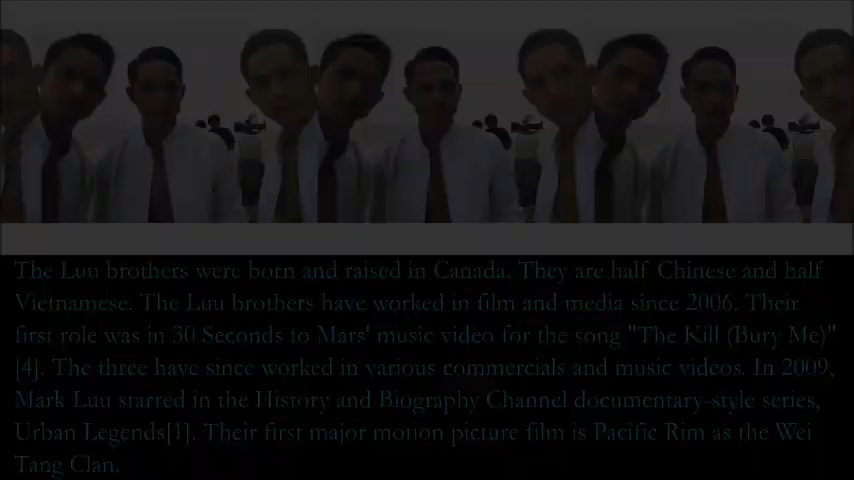 The Luu brothers were born and raised in Canada. They are half Chinese and half
Vietnamese. The Luu brothers have worked in film and media since 2006. Their
first role was in 30 Seconds to Mars' music video for the song "The Kill (Bury Me)"
[4]. The three have since worked in various commercials and music videos. In 2009,
Mark Luu starred in the History and Biography Channel documentary-style series,
Urban Legends[1]. Their first major motion picture film is Pacific Rim as the Wei
Tang Clan.